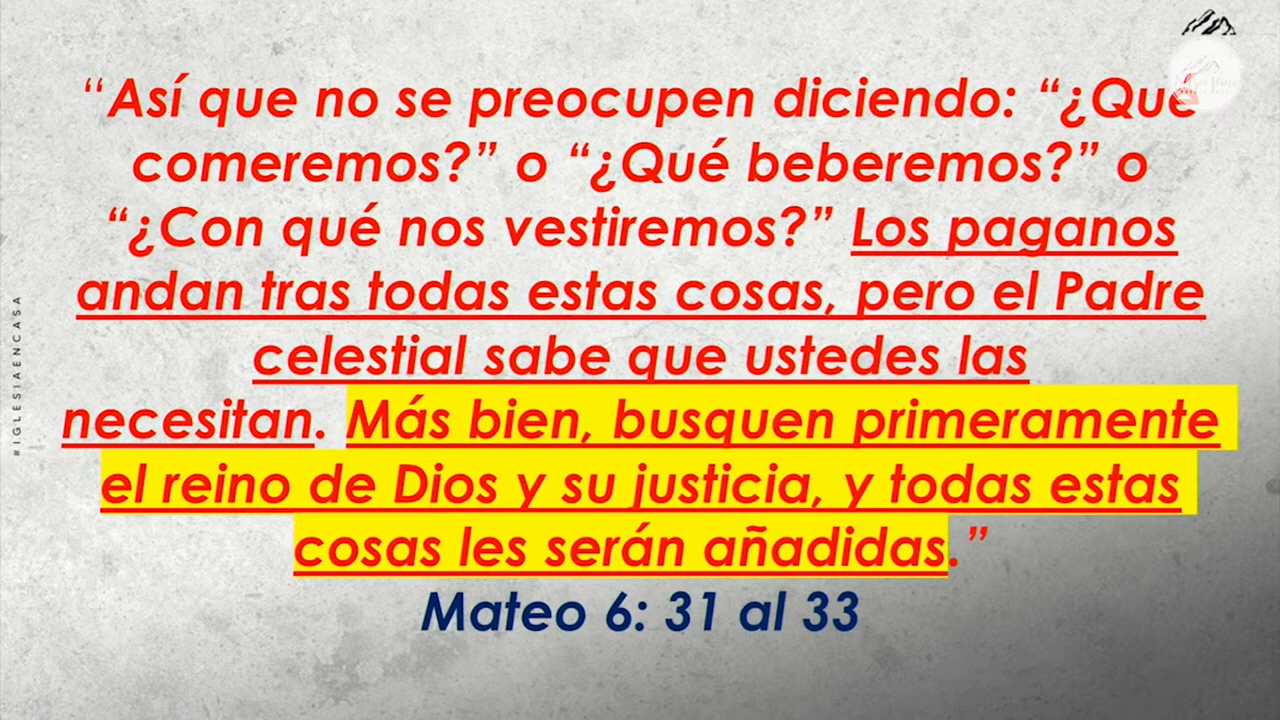 “Así que no se preocupen diciendo: “¿Qué
comeremos?” o “¿Qué beberemos?” o
“¿Con qué nos vestiremos?” Los paganos
andan tras todas estas cosas, pero el Padre
celestial sabe que ustedes las
necesitan. Más bien, busquen primeramente
el reino de Dios y su justicia, y todas estas
cosas les serán añadidas.”
Mateo 6: 31 al 33
#IGLESIAENCASA